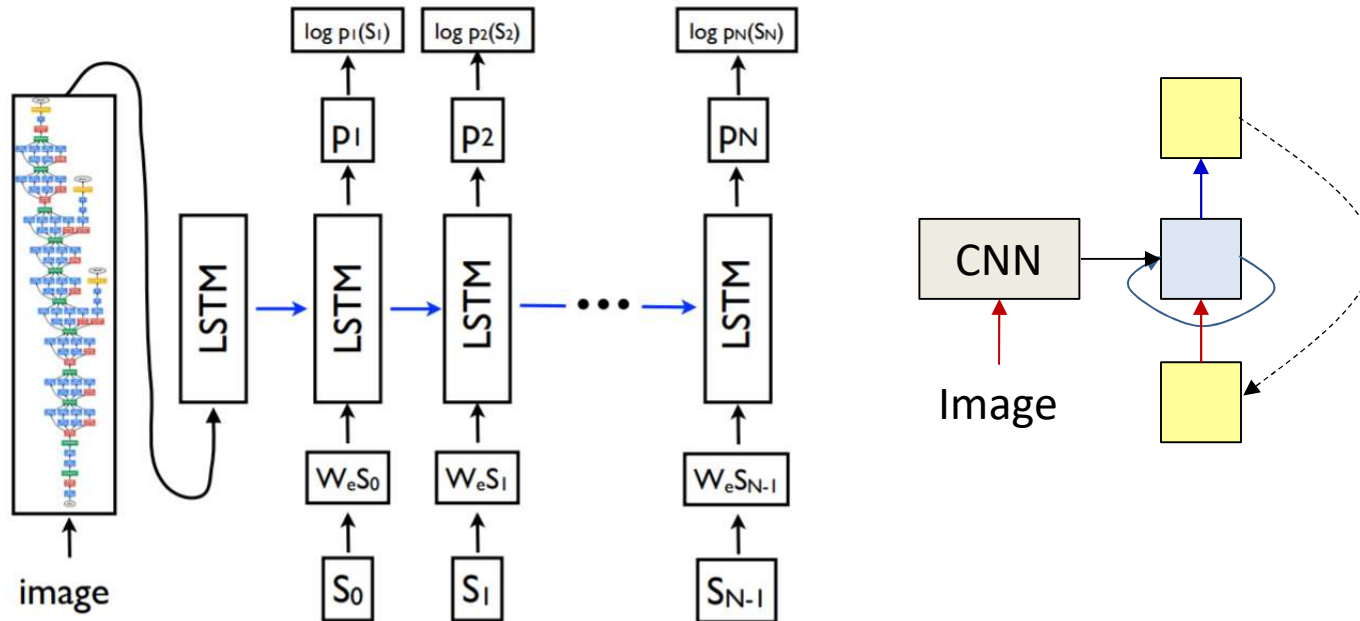 log p1(S1) log p2(S2) log pN(SN)
p1 p2 pN
LSTM LSTM LSTM LSTM
WeS0 WeS1 WeSN-1
image S0 S1 SN-1
CNN
Image